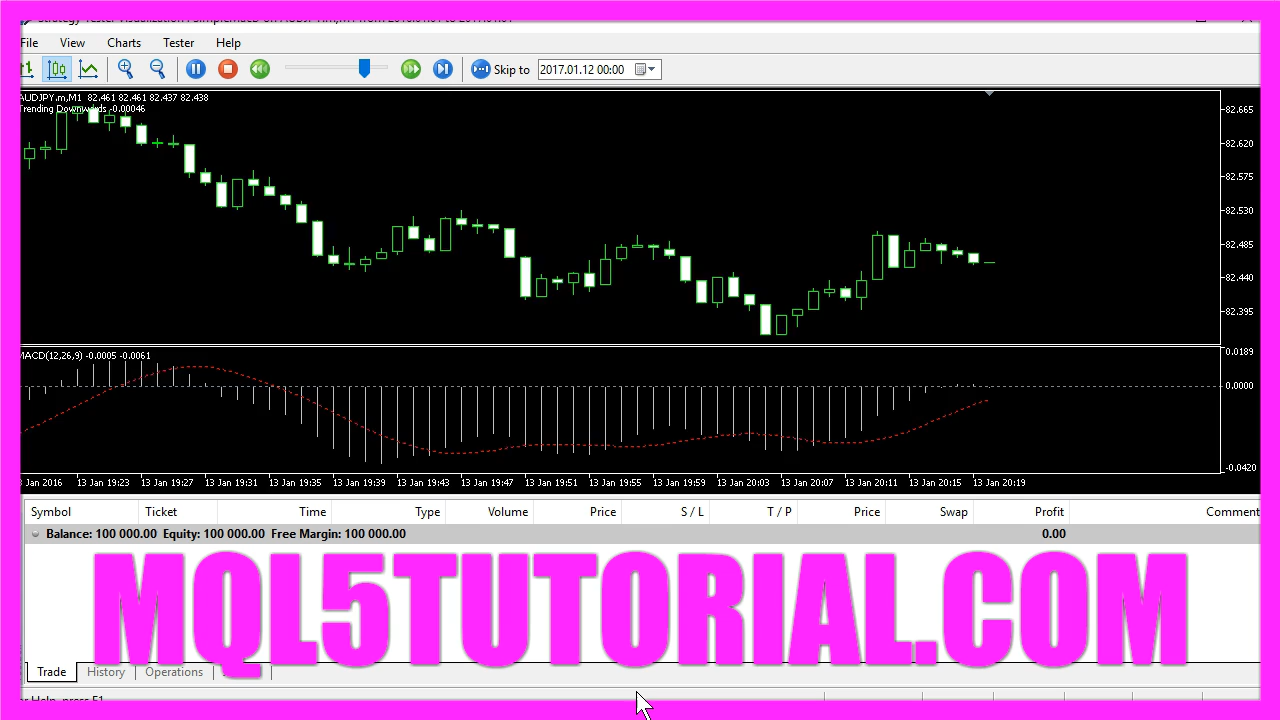 File View Charts Tester Help
Skip to 2017.01.12 00:00
AUDJPY.m,M1 82.461 82.461 82.437 82.438
Trending Downwards -0.00046
82.665
82.620
82.575
82.530
82.485
82.440
82.395
MACD(12,26,9) -0.0005 -0.0061
0.0189
0.0000
-0.0420
Jan 2016 13 Jan 19:23 13 Jan 19:27 13 Jan 19:31 13 Jan 19:35 13 Jan 19:39 13 Jan 19:43 13 Jan 19:47 13 Jan 19:51 13 Jan 19:55 13 Jan 19:59 13 Jan 20:03 13 Jan 20:07 13 Jan 20:11 13 Jan 20:15 13 Jan 20:19
Symbol Ticket Time Type Volume Price S / L T / P Price Swap Profit Comment
Balance: 100 000.00 Equity: 100 000.00 Free Margin: 100 000.00 0.00
MQL5TUTORIAL.COM
Trade History Operations
Help, press F1